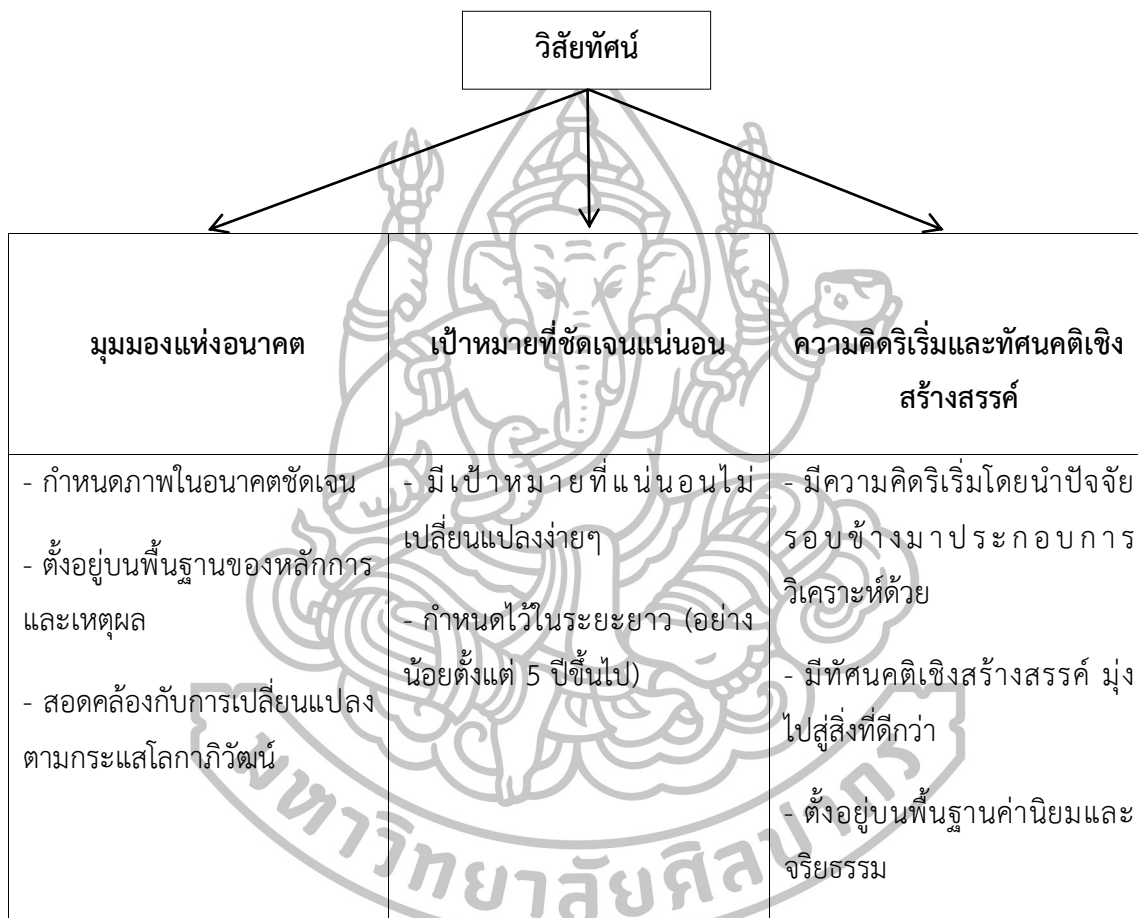 วิสัยทัศน์
มุมมองแห่งอนาคต
เป้าหมายที่ชัดเจนแน่นอน
ความคิดริเริ่มและทัศนคติเชิง
สร้างสรรค์
- กำหนดภาพในอนาคตชัดเจน
- ตั้งอยู่บนพื้นฐานของหลักการ
และเหตุผล
- สอดคล้องกับการเปลี่ยนแปลง
ตามกระแสโลกาภิวัฒน์
- มีเป้าหมายที่แน่นอนไม่
เปลี่ยนแปลงง่ายๆ
- กำหนดไว้ในระยะยาว (อย่าง
น้อยตั้งแต่ 5 ปีขึ้นไป)
- มีความคิดริเริ่มโดยนำปัจจัย
รอบข้างมาประกอบการ
วิเคราะห์ด้วย
- มีทัศนคติเชิงสร้างสรรค์ มุ่ง
ไปสู่สิ่งที่ดีกว่า
- ตั้งอยู่บนพื้นฐานค่านิยมและ
จริยธรรม
มหาวิทยาลัยศิลปากร